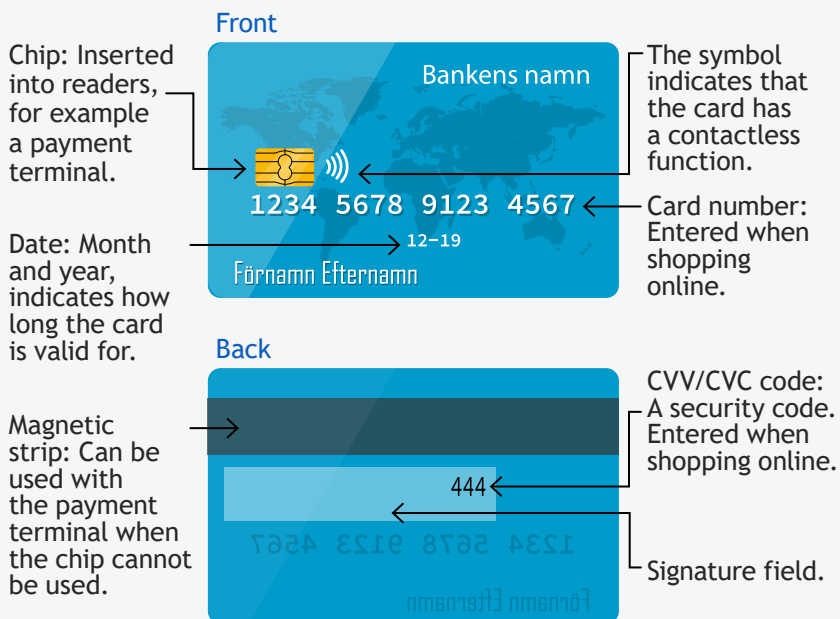 Front
Chip: Inserted
into readers,
for example
a payment
terminal.
Bankens namn
The symbol
indicates that
the card has
a contactless
function.
1234 5678 9123 4567
Card number:
Entered when
shopping
online.
Date: Month
and year,
indicates how
long the card
is valid for.
12-19
Förnamn Efternamn
Back
Magnetic
strip: Can be
used with
the payment
terminal when
the chip cannot
be used.
CVV/CVC code:
A security code.
Entered when
shopping online.
444
Signature field.
1234 5678 9123 4567
Förnamn Efternamn